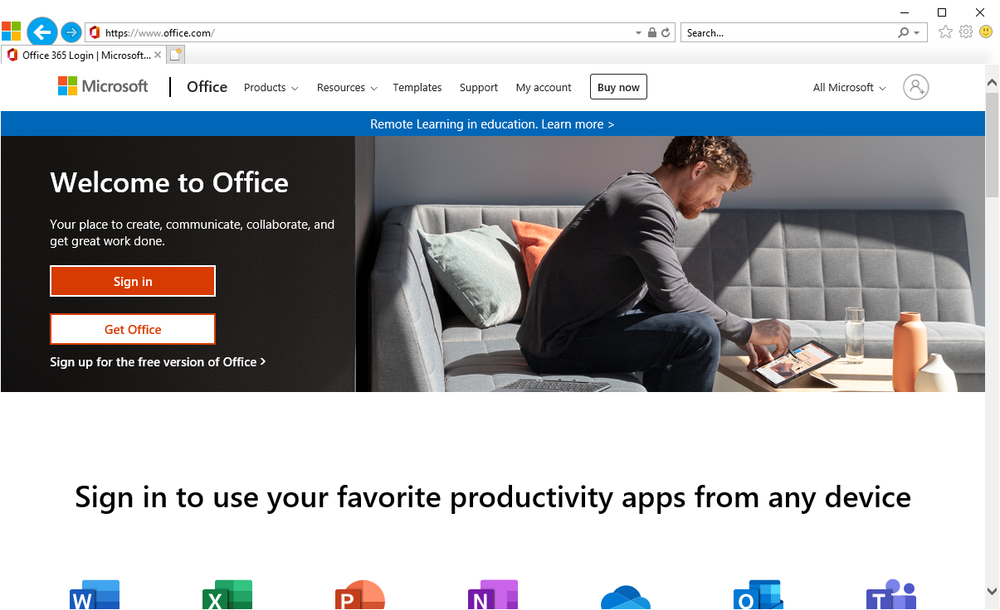 https://www.office.com/
Search...
Office 365 Login | Microsoft...
Microsoft
Office
Products
Resources
Templates
Support
My account
Buy now
All Microsoft
Remote Learning in education. Learn more >
Welcome to Office
Your place to create, communicate, collaborate, and
get great work done.
Sign in
Get Office
Sign up for the free version of Office >
Sign in to use your favorite productivity apps from any device
W
X
P
N
O
T